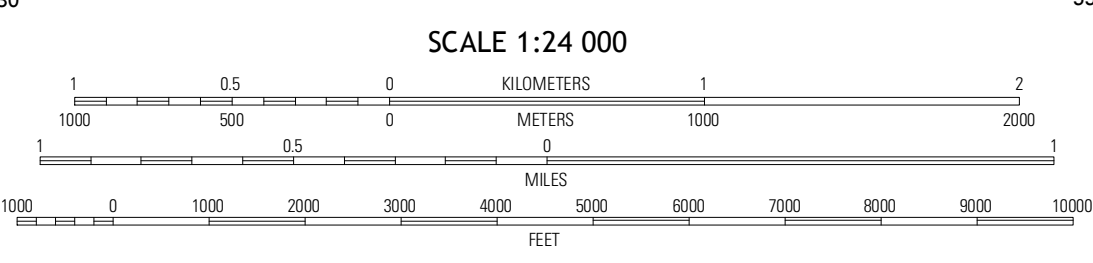 SCALE 1:24 000
1 0.5 0 KILOMETERS 1 2
1000 500 0 METERS 1000 2000
1 0.5 0 1
MILES
1000 0 1000 2000 3000 4000 5000 6000 7000 8000 9000 10000
FEET